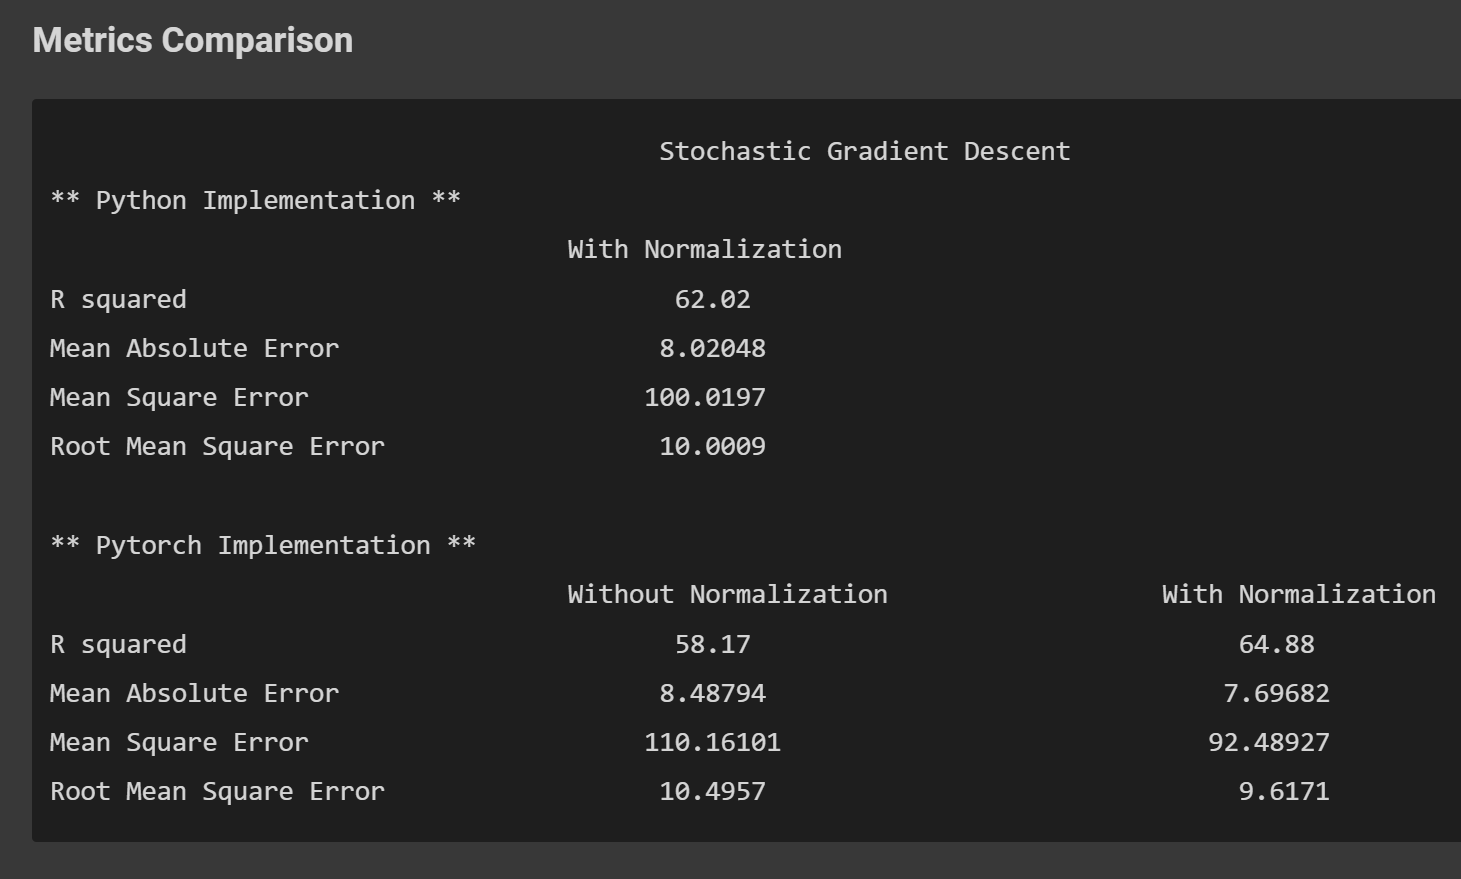 Metrics Comparison
Stochastic Gradient Descent
** Python Implementation **
With Normalization
R squared 62.02
Mean Absolute Error 8.02048
Mean Square Error 100.0197
Root Mean Square Error 10.0009
** Pytorch Implementation **
Without Normalization With Normalization
R squared 58.17 64.88
Mean Absolute Error 8.48794 7.69682
Mean Square Error 110.16101 92.48927
Root Mean Square Error 10.4957 9.6171